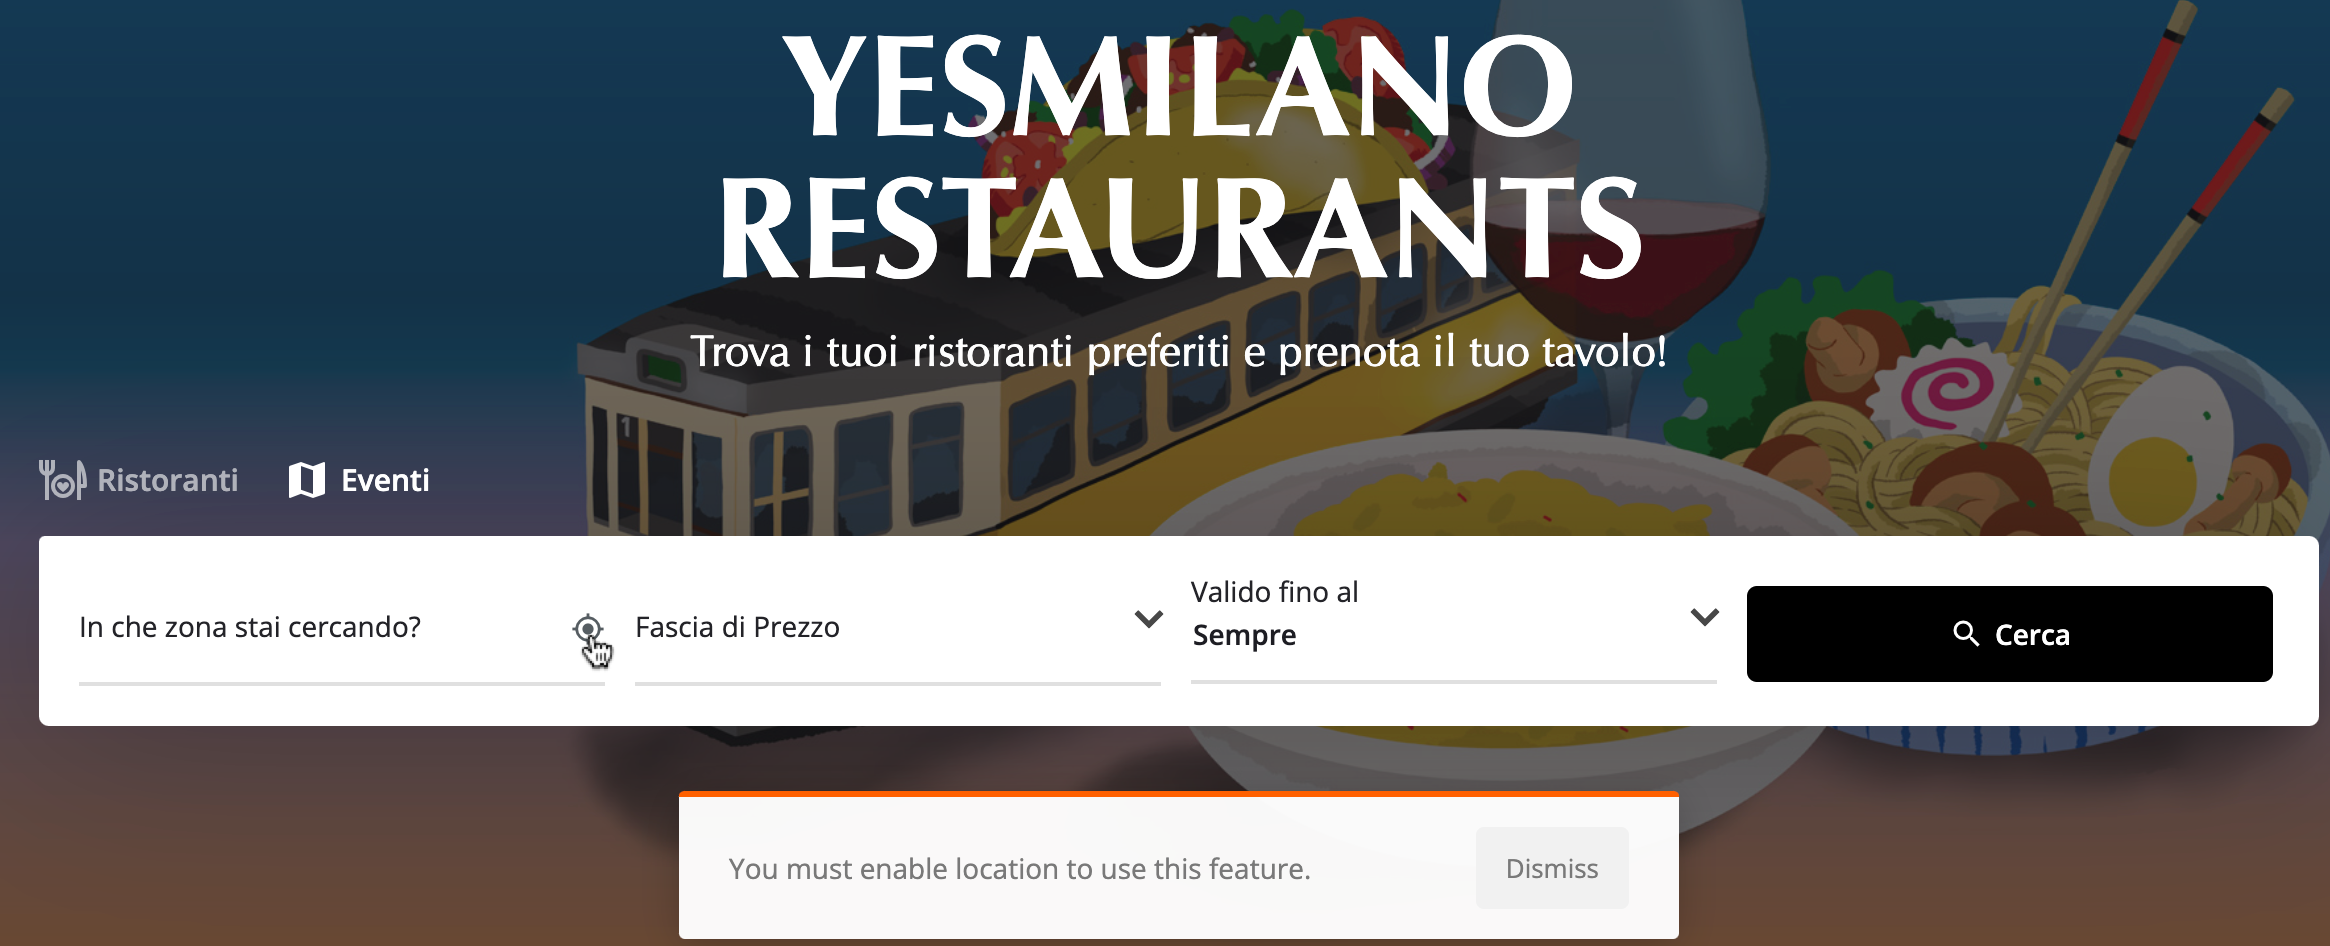 YESMILANO
RESTAURANTS
Trova i tuoi ristoranti preferiti e prenota il tuo tavolo!
1
Ristoranti Eventi
In che zona stai cercando? Fascia di Prezzo
Valido fino al
Sempre
Cerca
You must enable location to use this feature. Dismiss